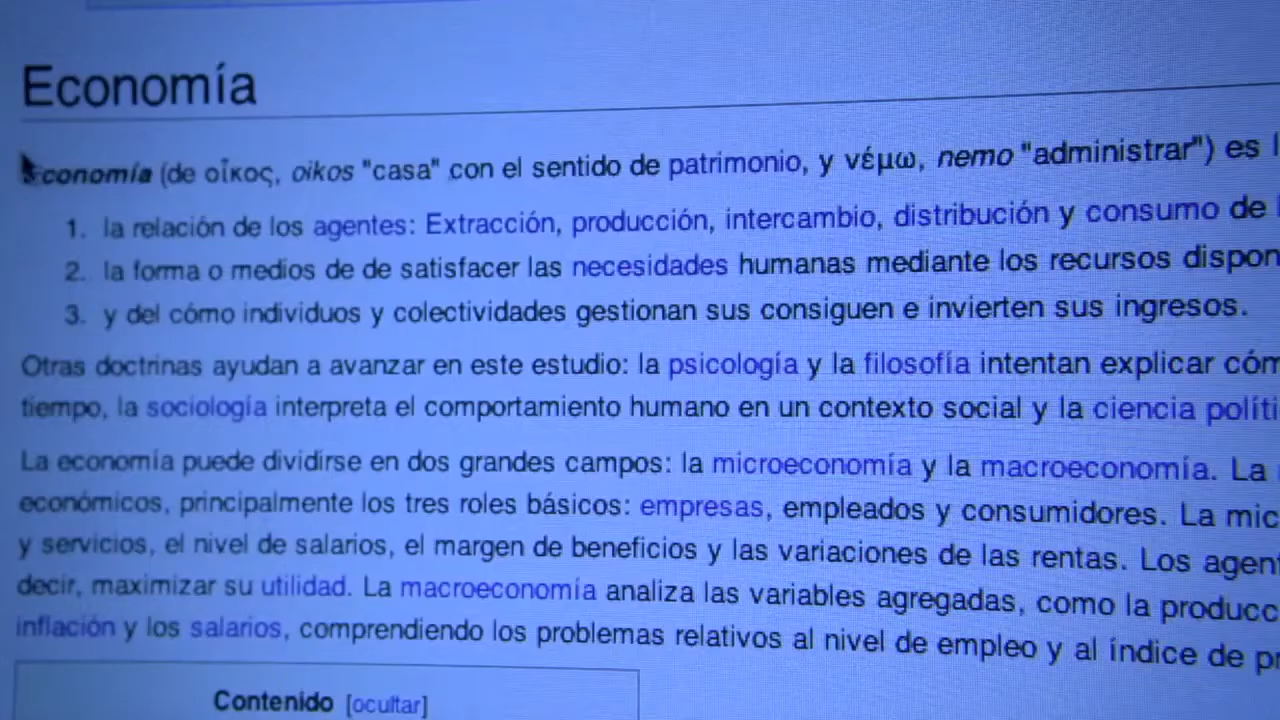 Economía
Economía (de οἶκος, oikos "casa" con el sentido de patrimonio, y νέμω, nemo "administrar") es
1. la relación de los agentes: Extracción, producción, intercambio, distribución y consumo de
2. la forma o medios de de satisfacer las necesidades humanas mediante los recursos dispon
3. y del cómo individuos y colectividades gestionan sus consiguen e invierten sus ingresos.
Otras doctrinas ayudan a avanzar en este estudio: la psicología y la filosofía intentan explicar cóm
tiempo, la sociología interpreta el comportamiento humano en un contexto social y la ciencia políti
La economía puede dividirse en dos grandes campos: la microeconomía y la macroeconomía. La
económicos, principalmente los tres roles básicos: empresas, empleados y consumidores. La mic
y servicios, el nivel de salarios, el margen de beneficios y las variaciones de las rentas. Los agen
decir, maximizar su utilidad. La macroeconomía analiza las variables agregadas, como la producc
inflación y los salarios, comprendiendo los problemas relativos al nivel de empleo y al índice de pr
Contenido [ocultar]